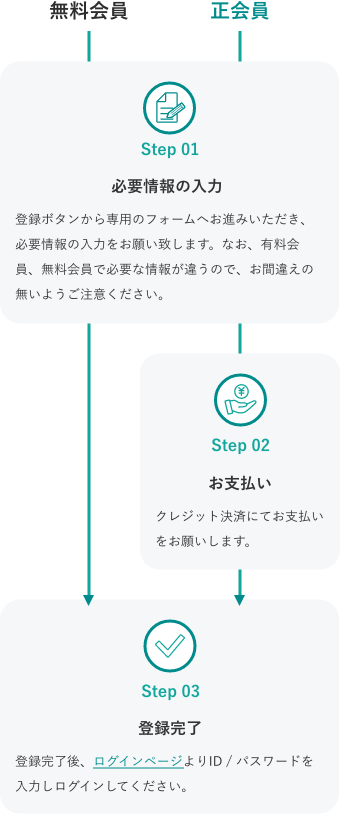 無料会員
正会員
Step 01
必要情報の入力
登録ボタンから専用のフォームへお進みいただき、
必要情報の入力をお願い致します。なお、有料会
員、無料会員で必要な情報が違うので、お間違えの
無いようご注意ください。
¥
Step 02
お支払い
クレジット決済にてお支払い
をお願いします。
Step 03
登録完了
登録完了後、ログインページよりID / パスワードを
入力しログインしてください。